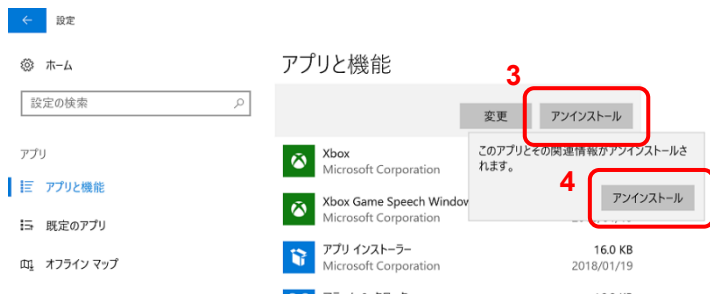 設定
ホーム
設定の検索
アプリ
アプリと機能
既定のアプリ
オフライン マップ
アプリと機能
3
変更
アンインストール
このアプリとその関連情報がアンインストールさ
れます。
4
アンインストール
Xbox
Microsoft Corporation
Xbox Game Speech Window
Microsoft Corporation
アプリ インストーラー
16.0 KB
Microsoft Corporation
2018/01/19